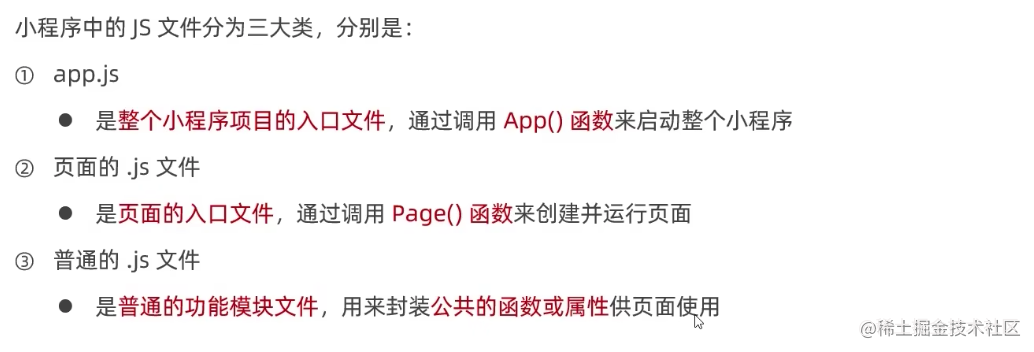 小程序中的 JS 文件分为三大类，分别是：
① app.js
● 是整个小程序项目的入口文件，通过调用 App() 函数来启动整个小程序
② 页面的 .js 文件
● 是页面的入口文件，通过调用 Page() 函数来创建并运行页面
③ 普通的 .js 文件
● 是普通的功能模块文件，用来封装公共的函数或属性供页面使用
@稀土掘金技术社区